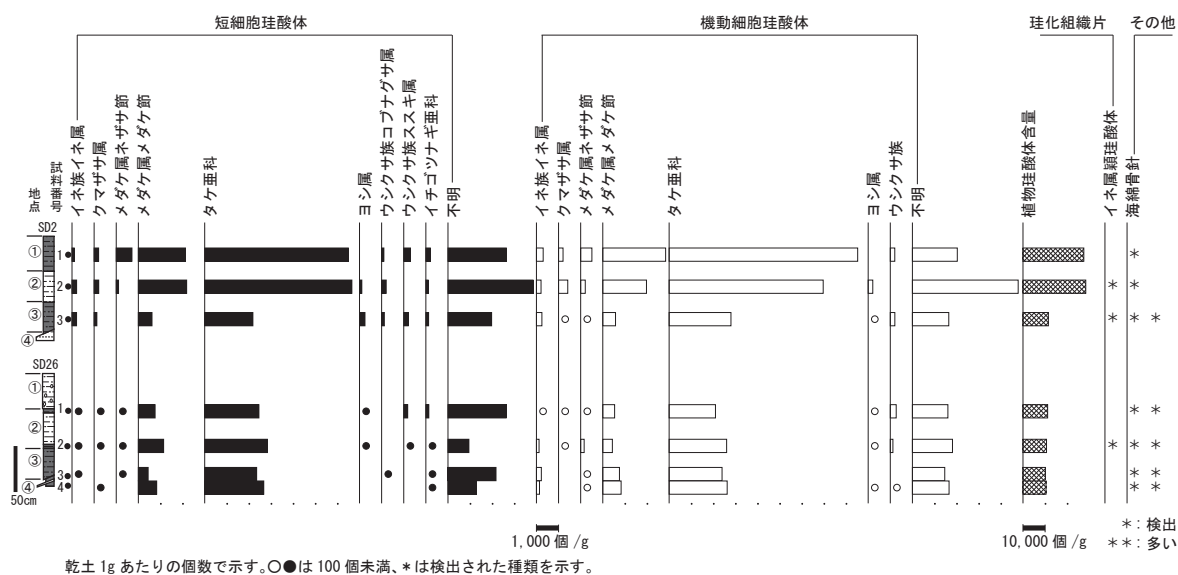 短細胞珪酸体
機動細胞珪酸体
珪化組織片
その他
地点
試料番号
イネ族イネ属
クマザサ属
メダケ属ネザサ節
メダケ属メダケ節
タケ亜科
ヨシ属
ウシクサ族コブナグサ属
ウシクサ族ススキ属
イチゴツナギ亜科
不明
イネ族イネ属
クマザサ属
メダケ属ネザサ節
メダケ属メダケ節
タケ亜科
ヨシ属
ウシクサ族
不明
植物珪酸体含量
イネ属穎珪酸体
海綿骨針
SD2
① 1 *
② 2 * *
③ 3 * * *
④
SD26
①
1 * *
②
2 * * *
③
3 * *
④ 4 * *
50cm
1,000 個 /g
10,000 個 /g
*: 検出
**: 多い
乾土 1g あたりの個数で示す。○●は 100 個未満、*は検出された種類を示す。